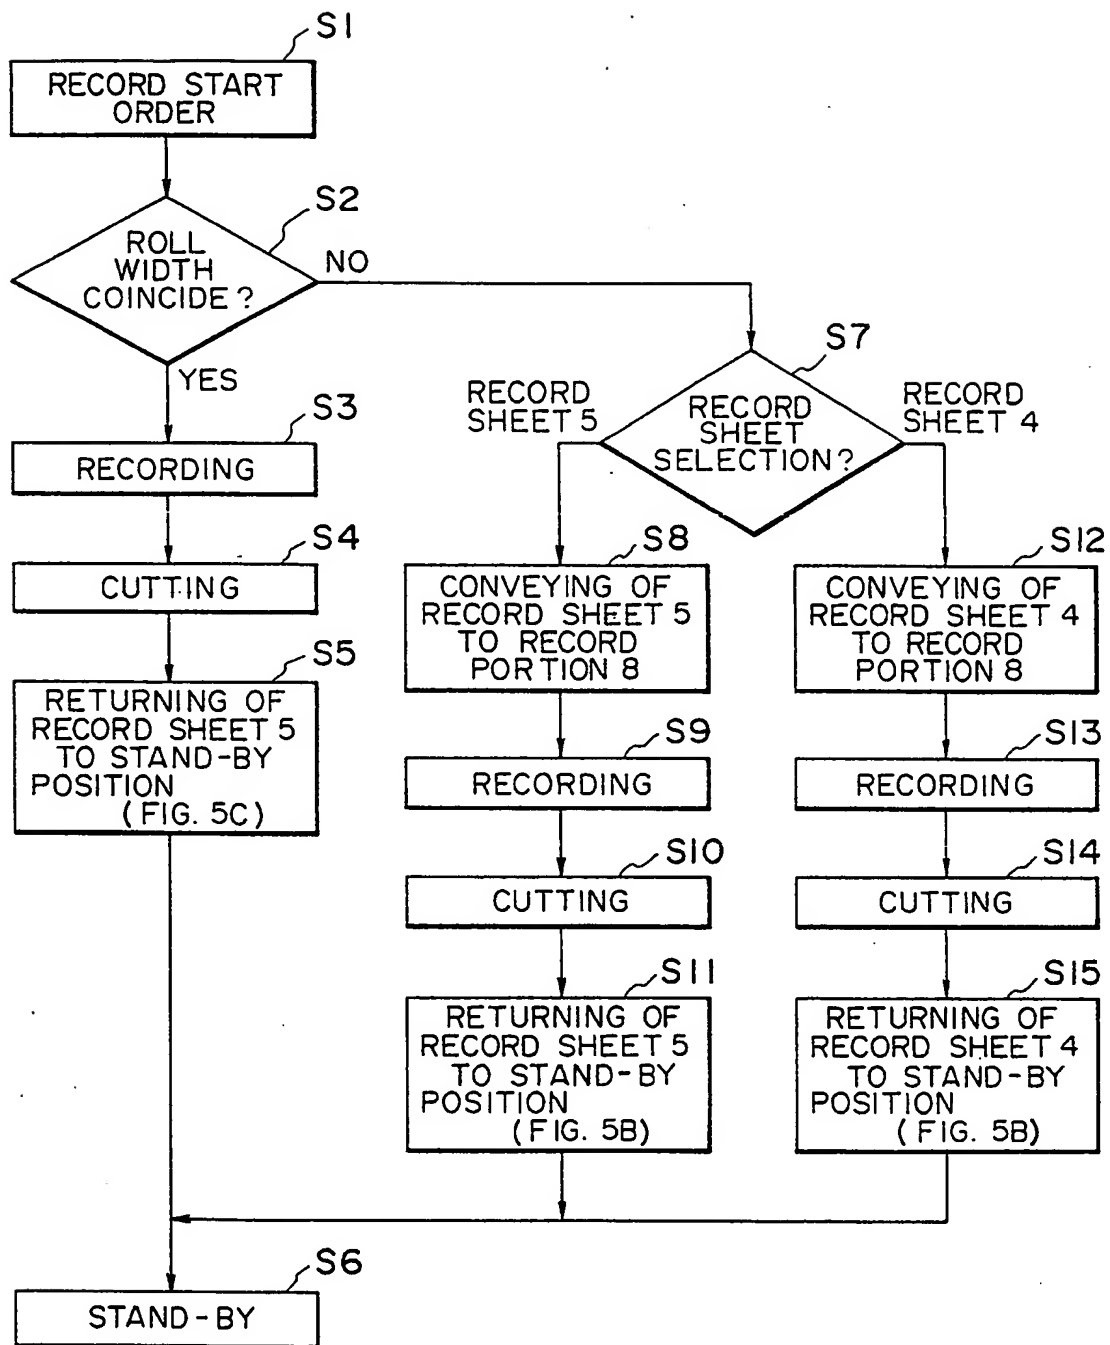 S1
RECORD START
ORDER
S2
ROLL
WIDTH
COINCIDE?
NO
YES
S3
RECORDING
S4
CUTTING
S5
RETURNING OF
RECORD SHEET 5
TO STAND-BY
POSITION
(FIG. 5C)
S7
RECORD
SHEET 5
RECORD
SHEET
SELECTION?
RECORD
SHEET 4
S8
CONVEYING OF
RECORD SHEET 5
TO RECORD
PORTION 8
S9
RECORDING
S10
CUTTING
S11
RETURNING OF
RECORD SHEET 5
TO STAND-BY
POSITION
(FIG. 5B)
S12
CONVEYING OF
RECORD SHEET 4
TO RECORD
PORTION 8
S13
RECORDING
S14
CUTTING
S15
RETURNING OF
RECORD SHEET 4
TO STAND-BY
POSITION
(FIG. 5B)
S6
STAND-BY